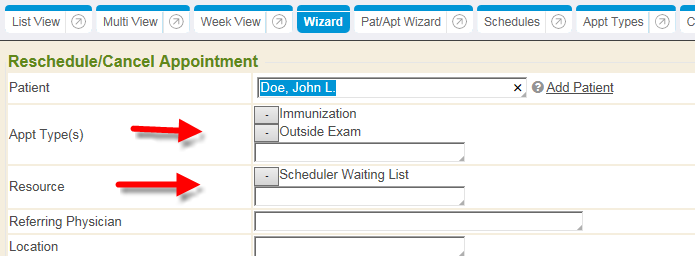 List View Multi View Week View Wizard Pat/Apt Wizard Schedules Appt Types C
Reschedule/Cancel Appointment
Patient Doe, John L. × ? Add Patient
Appt Type(s) - Immunization
- Outside Exam
Resource - Scheduler Waiting List
Referring Physician
Location